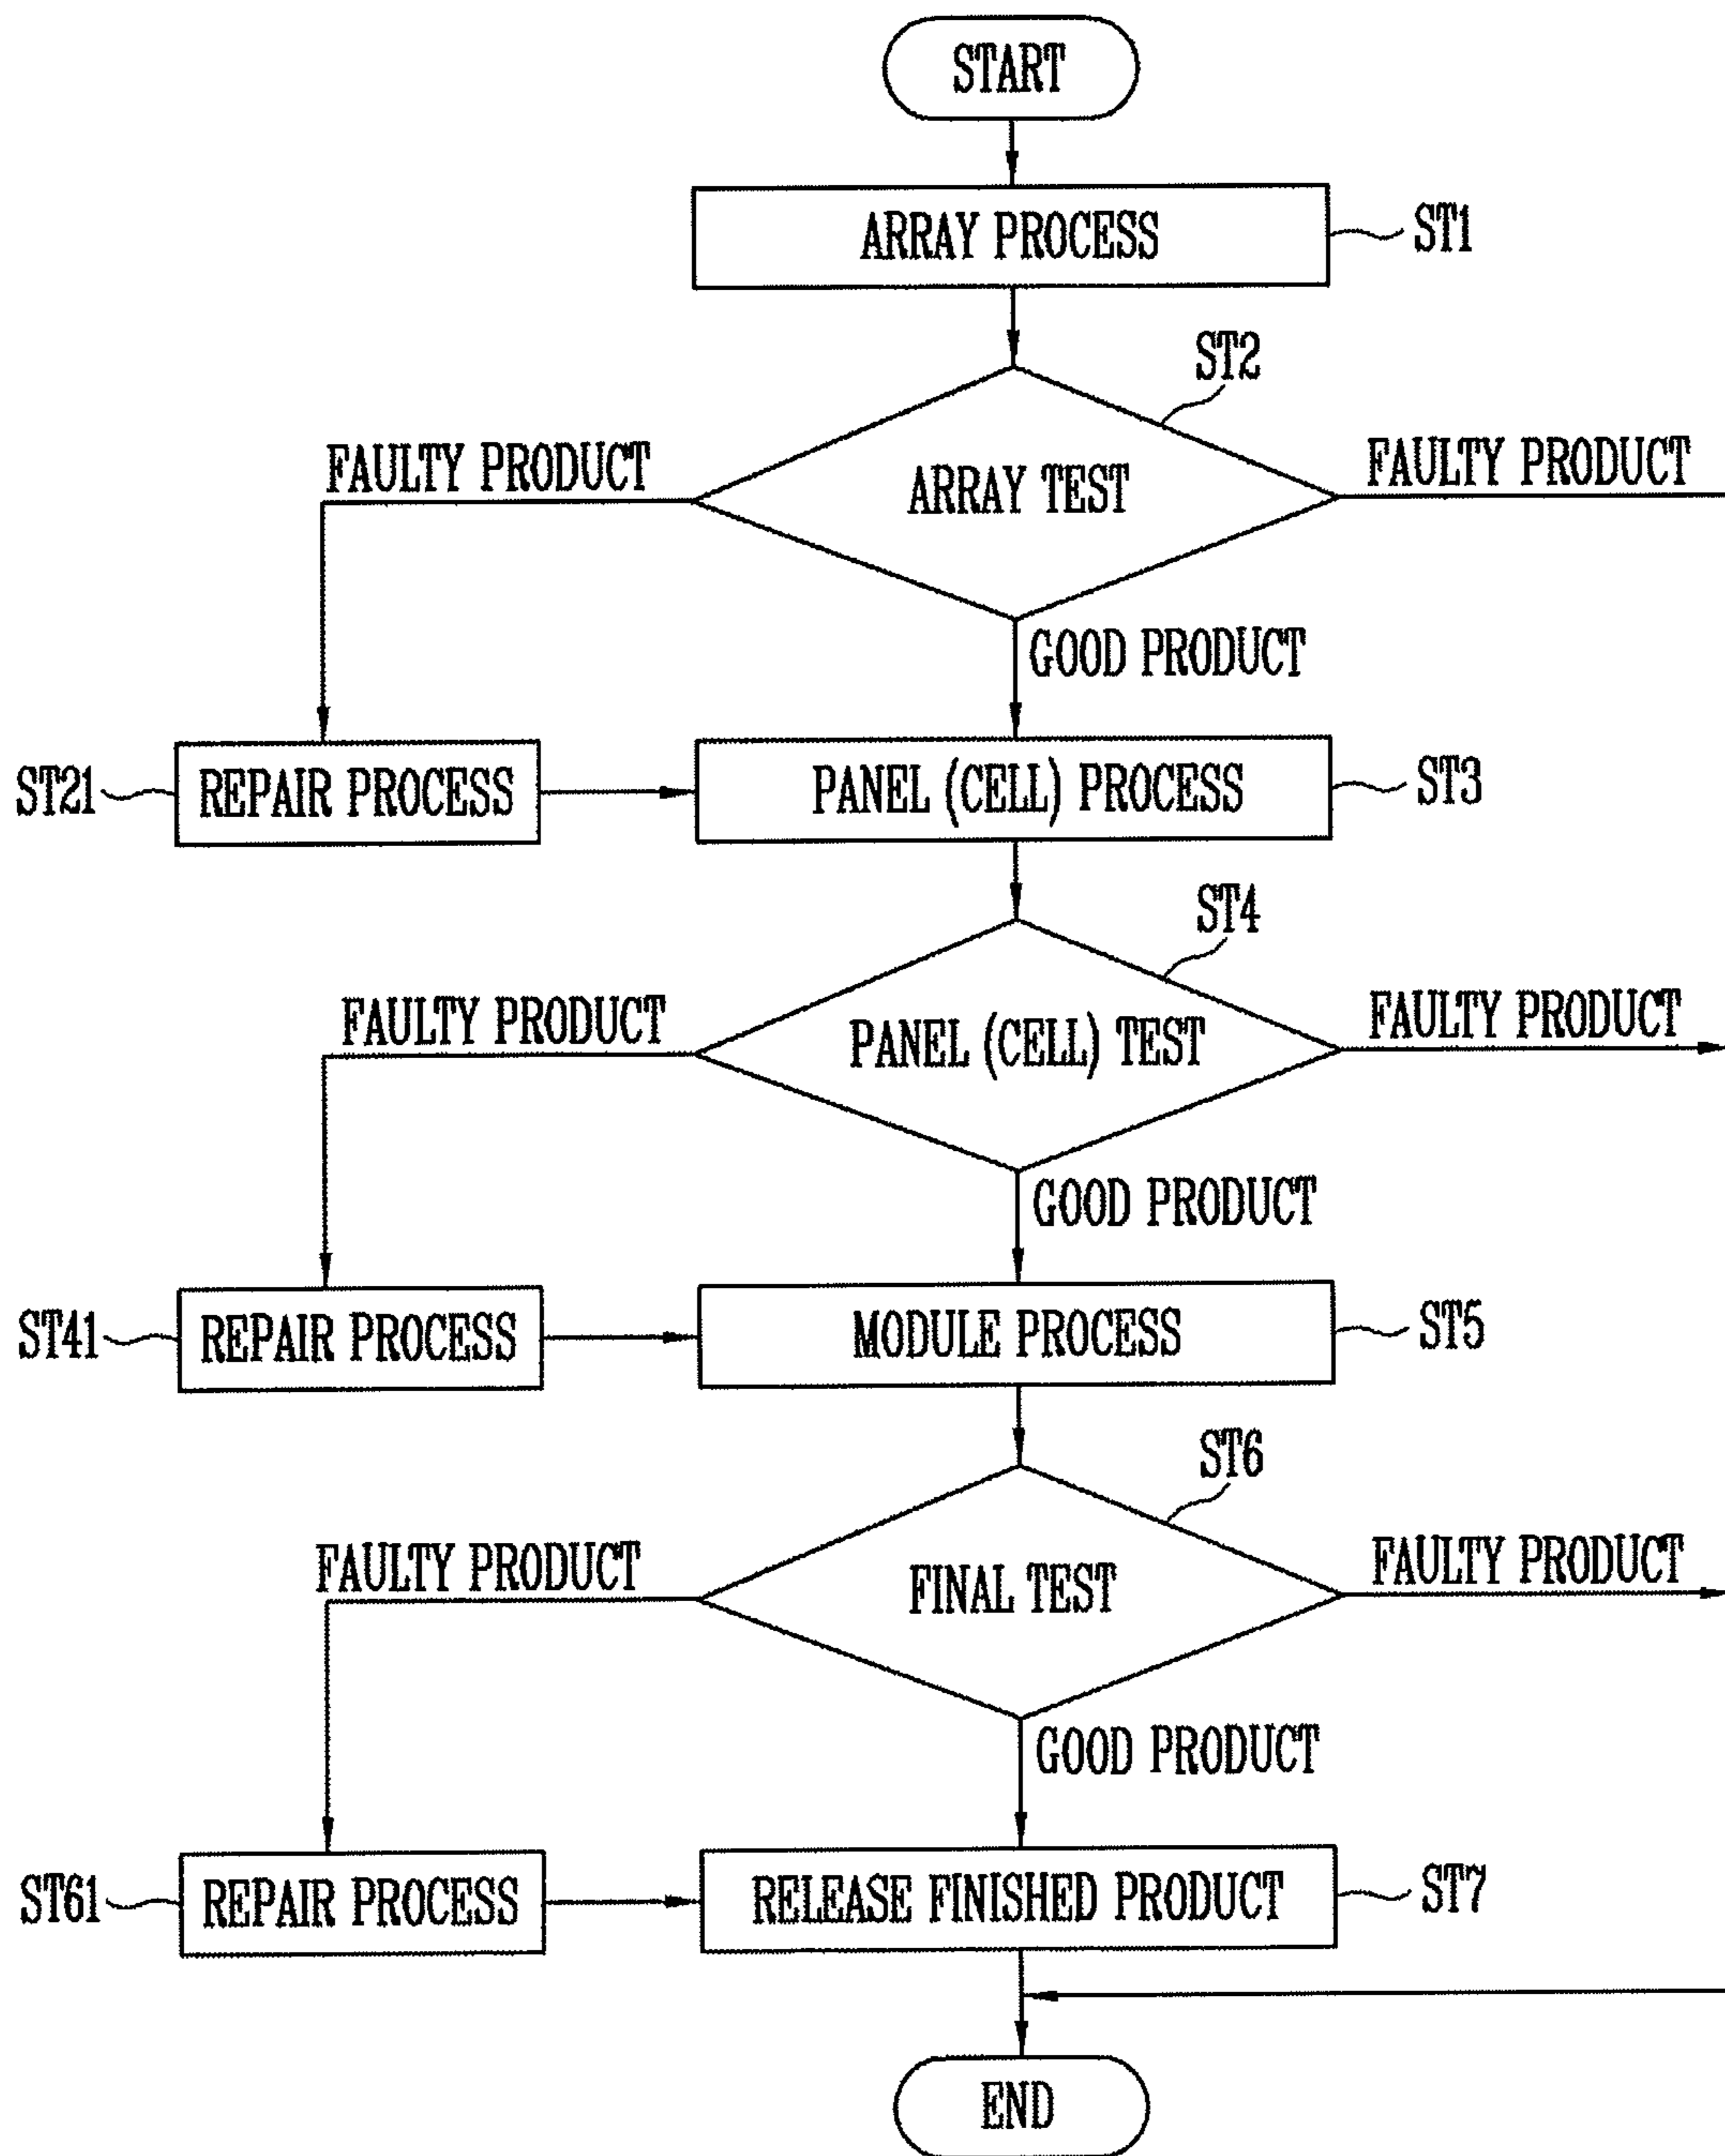 START
ARRAY PROCESS
ST1
ST2
FAULTY PRODUCT
ARRAY TEST
FAULTY PRODUCT
GOOD PRODUCT
ST21
REPAIR PROCESS
PANEL (CELL) PROCESS
ST3
ST4
FAULTY PRODUCT
PANEL (CELL) TEST
FAULTY PRODUCT
GOOD PRODUCT
ST41
REPAIR PROCESS
MODULE PROCESS
ST5
ST6
FAULTY PRODUCT
FINAL TEST
FAULTY PRODUCT
GOOD PRODUCT
ST61
REPAIR PROCESS
RELEASE FINISHED PRODUCT
ST7
END